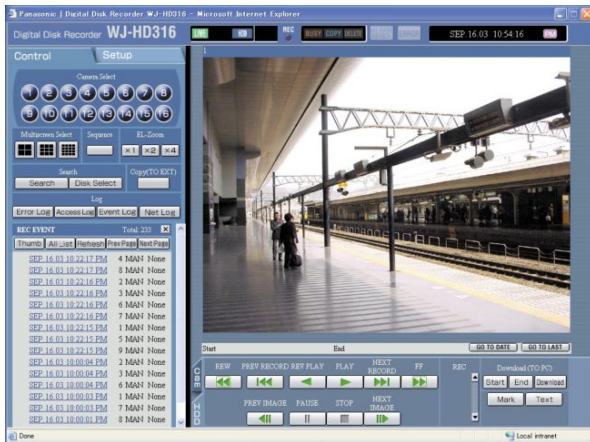 Panasonic | Digital Disk Recorder WJ-HD316 - Microsoft Internet Explorer
Digital Disk Recorder WJ-HD316
LIVE HDD REC BUSY COPY DELETE SEP.16.03 10:54:16 PM
Control Setup
1
Camera Select
1 2 3 4 5 6 7 8
9 10 11 12 13 14 15 16
Multiscreen Select Sequence EL-Zoom
×1 ×2 ×4
Search Copy(TO EXT)
Search Disk Select
Log
Error Log Access Log Event Log Net Log
REC EVENT Total: 233 X
Thumb All List Refresh Prev Page Next Page
SEP.16.03 10:22:17 PM 4 MAN None
SEP.16.03 10:22:17 PM 8 MAN None
SEP.16.03 10:22:16 PM 2 MAN None
SEP.16.03 10:22:16 PM 3 MAN None
SEP.16.03 10:22:16 PM 6 MAN None
SEP.16.03 10:22:16 PM 7 MAN None
SEP.16.03 10:22:15 PM 1 MAN None
SEP.16.03 10:22:15 PM 5 MAN None
SEP.16.03 10:22:15 PM 9 MAN None
SEP.16.03 10:00:04 PM 2 MAN None
SEP.16.03 10:00:04 PM 3 MAN None
SEP.16.03 10:00:04 PM 6 MAN None
SEP.16.03 10:00:03 PM 1 MAN None
SEP.16.03 10:00:03 PM 7 MAN None
SEP.16.03 10:00:01 PM 8 MAN None
Start End GO TO DATE GO TO LAST
Cam
HDD
REW PREV RECORD REV PLAY PLAY NEXT RECORD FF
PREV IMAGE PAUSE STOP NEXT IMAGE
REC
Download (TO PC)
Start End Download
Mark Text
Done Local intranet